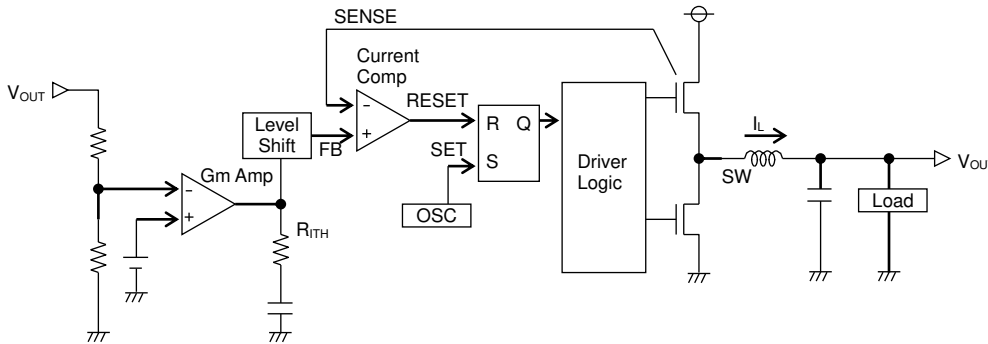 SENSE
Current
Comp
VOUT
RESET
Level
Shift
FB
R Q
S
SET
Gm Amp
OSC
RITH
Driver
Logic
IL
SW
VOU
Load
- + - +